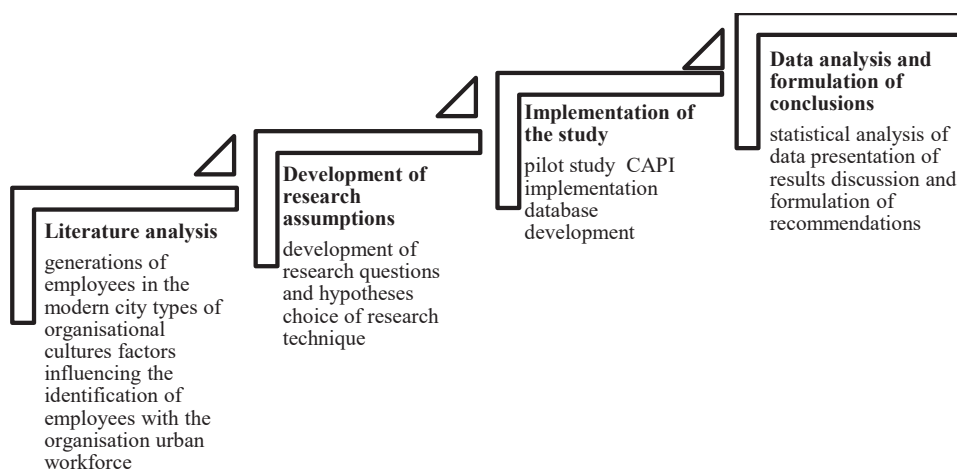 Literature analysis
generations of
employees in the
modern city types of
organisational
cultures factors
influencing the
identification of
employees with the
organisation urban
workforce
Development of
research
assumptions
development of
research questions
and hypotheses
choice of research
technique
Implementation of
the study
pilot study CAPI
implementation
database
development
Data analysis and
formulation of
conclusions
statistical analysis of
data presentation of
results discussion and
formulation of
recommendations